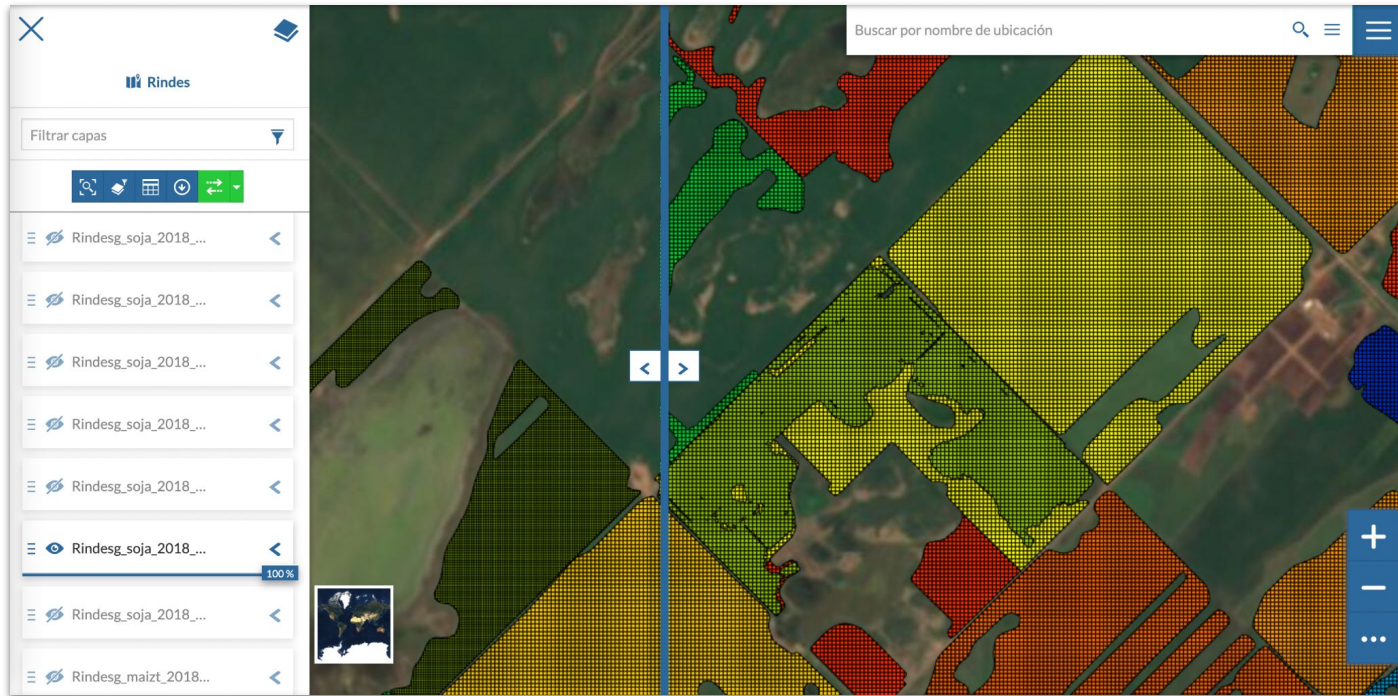 Buscar por nombre de ubicación
Rindes
Filtrar capas
Rindesg_soja_2018_...
Rindesg_soja_2018_...
Rindesg_soja_2018_...
Rindesg_soja_2018_...
Rindesg_soja_2018_...
Rindesg_soja_2018_...
100 %
Rindesg_soja_2018_...
Rindesg_maizt_2018...